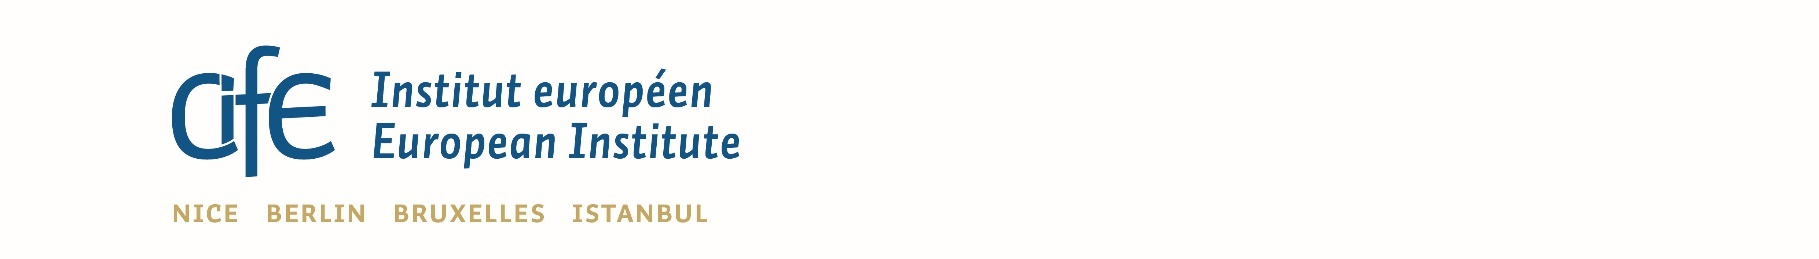 cifE
Institut européen
European Institute
NICE BERLIN BRUXELLES ISTANBUL